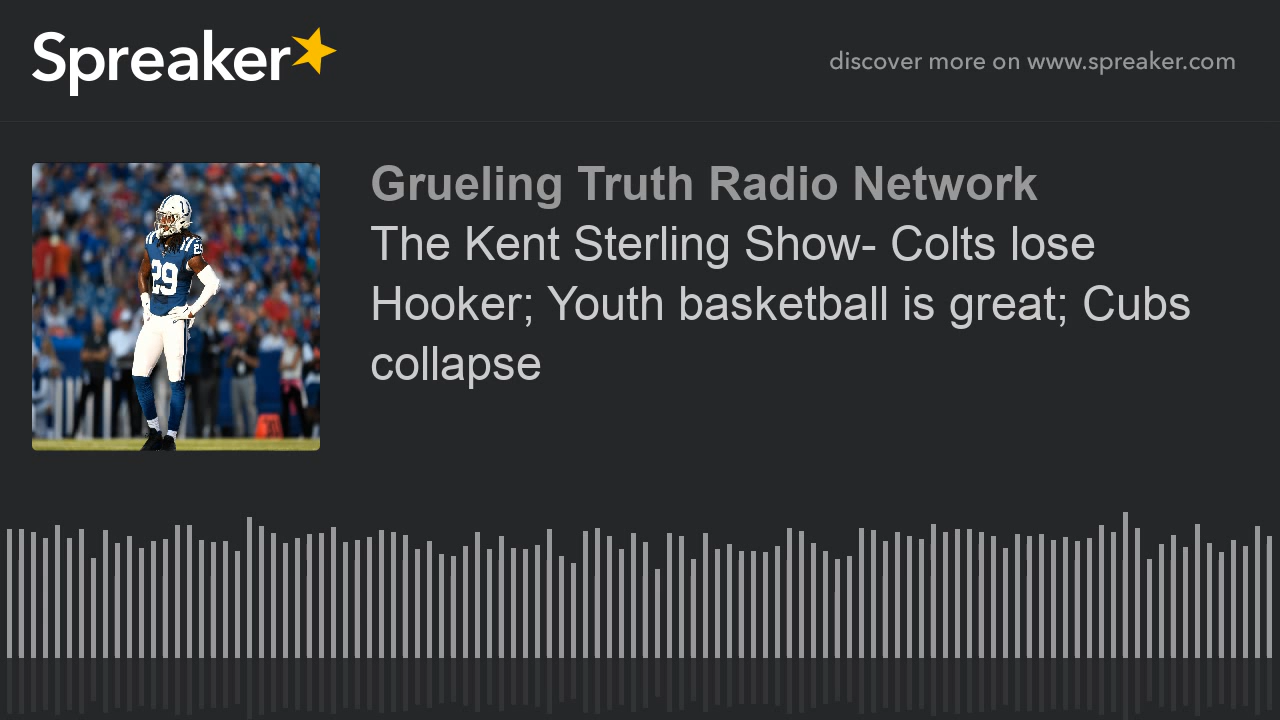 Spreaker
discover more on www.spreaker.com
Grueling Truth Radio Network
The Kent Sterling Show- Colts lose
Hooker; Youth basketball is great; Cubs
collapse
29